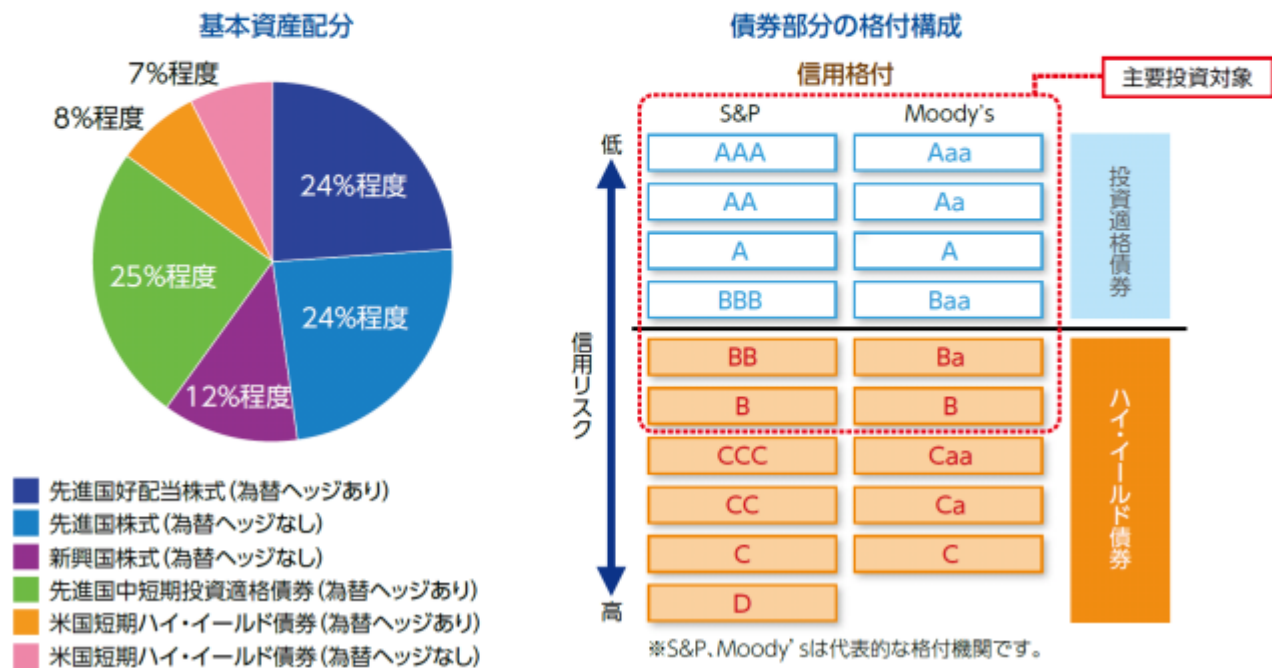 基本資産配分
7%程度
8%程度
24%程度
25%程度
24%程度
12%程度
先進国好配当株式(為替ヘッジあり)
先進国株式(為替ヘッジなし)
新興国株式(為替ヘッジなし)
先進国中短期投資適格債券(為替ヘッジあり)
米国短期ハイ・イールド債券(為替ヘッジあり)
米国短期ハイ・イールド債券(為替ヘッジなし)
債券部分の格付構成
信用格付
主要投資対象
S&P Moody's
低
AAA Aaa
AA Aa
A A
BBB Baa
投資適格債券
信用リスク
BB Ba
B B
CCC Caa
CC Ca
C C
D
ハイ・イールド債券
高
※S&P、Moody'sは代表的な格付機関です。